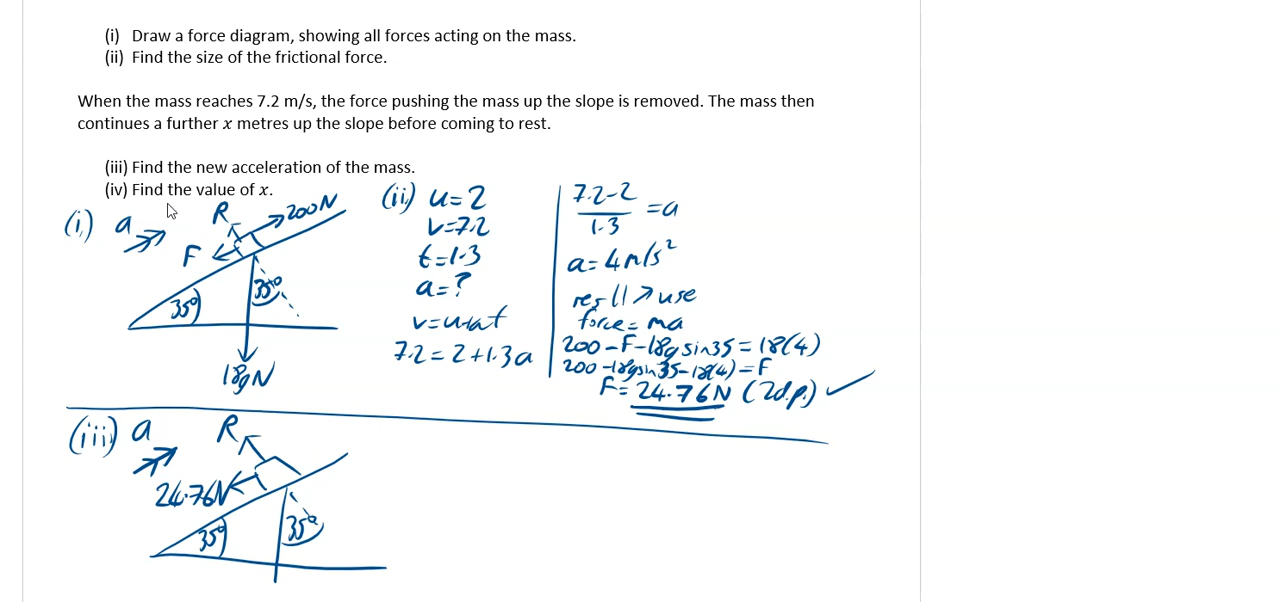 (i) Draw a force diagram, showing all forces acting on the mass.
(ii) Find the size of the frictional force.
When the mass reaches 7.2 m/s, the force pushing the mass up the slope is removed. The mass then
continues a further x metres up the slope before coming to rest.
(iii) Find the new acceleration of the mass.
(iv) Find the value of x.
(i) a
R
200N
F
35°
35°
18gN
(ii) u=2
v=7.2
t=1.3
a=?
v=u+at
7.2=2+1.3a
7.2-2
1.3
=a
a=4m/s²
res || ↗ use
force=ma
200-F-18g sin35=18(4)
200-18gsin35-18(4)=F
F=24.76N (2d.p.) ✓
(iii) a
R
24.76N
35°
35°